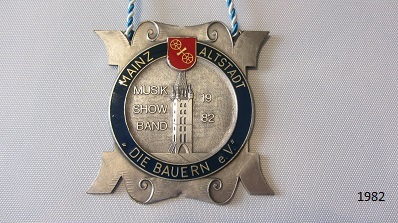 MAINZ ALTSTADT
MUSIK 19
SHOW 82
BAND
"DIE BAUERN e.V."
1982